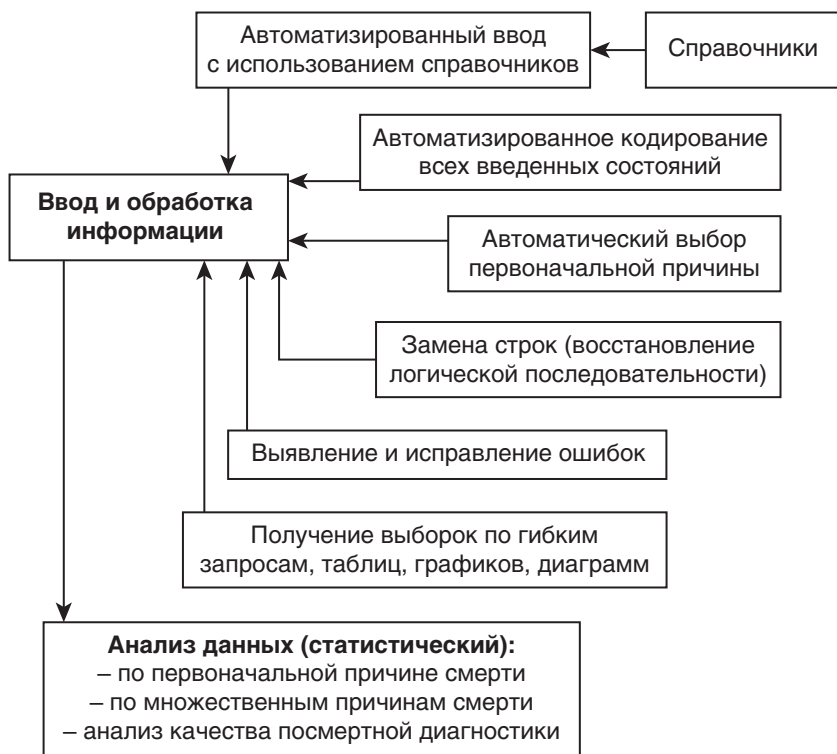 Автоматизированный ввод
с использованием справочников
Справочники
Автоматизированное кодирование
всех введенных состояний
Ввод и обработка
информации
Автоматический выбор
первоначальной причины
Замена строк (восстановление
логической последовательности)
Выявление и исправление ошибок
Получение выборок по гибким
запросам, таблиц, графиков, диаграмм
Анализ данных (статистический):
– по первоначальной причине смерти
– по множественным причинам смерти
– анализ качества посмертной диагностики